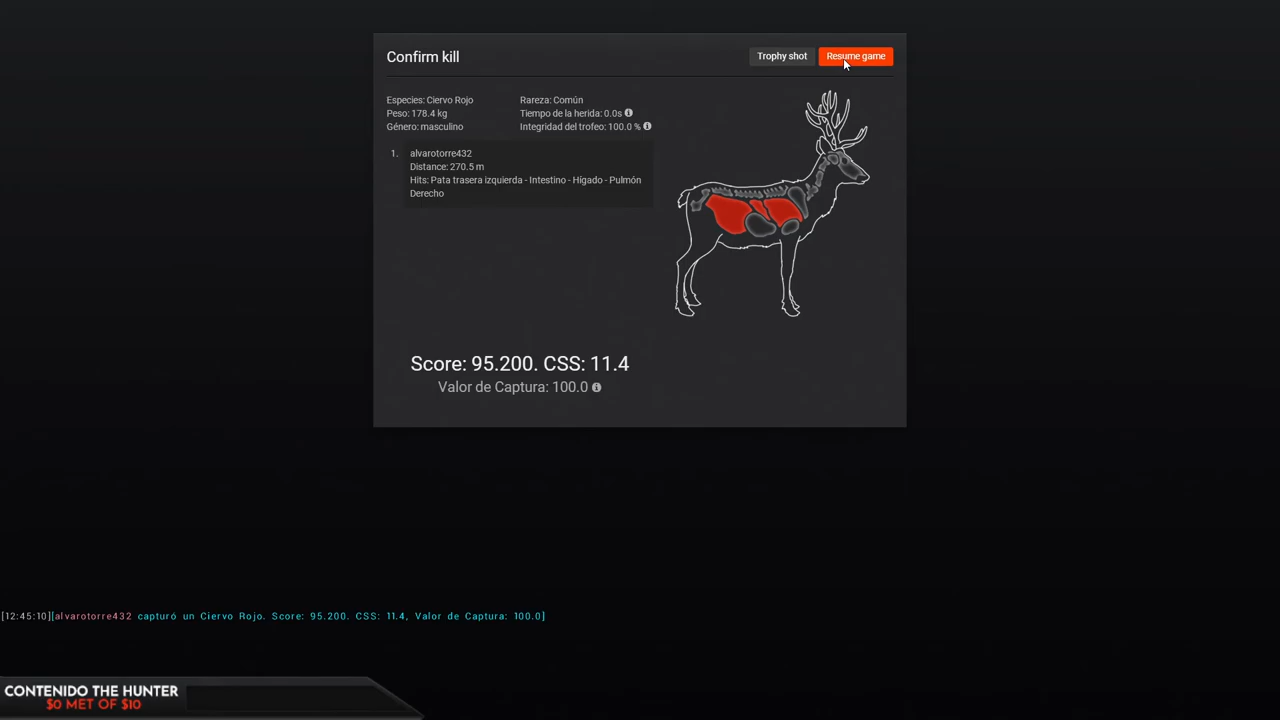 Confirm kill
Trophy shot
Resume game
Especies: Ciervo Rojo
Peso: 178.4 kg
Género: masculino
Rareza: Común
Tiempo de la herida: 0.0s
Integridad del trofeo: 100.0 %
1. alvarotorre432
Distance: 270.5 m
Hits: Pata trasera izquierda - Intestino - Hígado - Pulmón
Derecho
Score: 95.200. CSS: 11.4
Valor de Captura: 100.0
[12:45:10][alvarotorre432 capturó un Ciervo Rojo. Score: 95.200. CSS: 11.4, Valor de Captura: 100.0]
CONTENIDO THE HUNTER
$0 MET OF $10